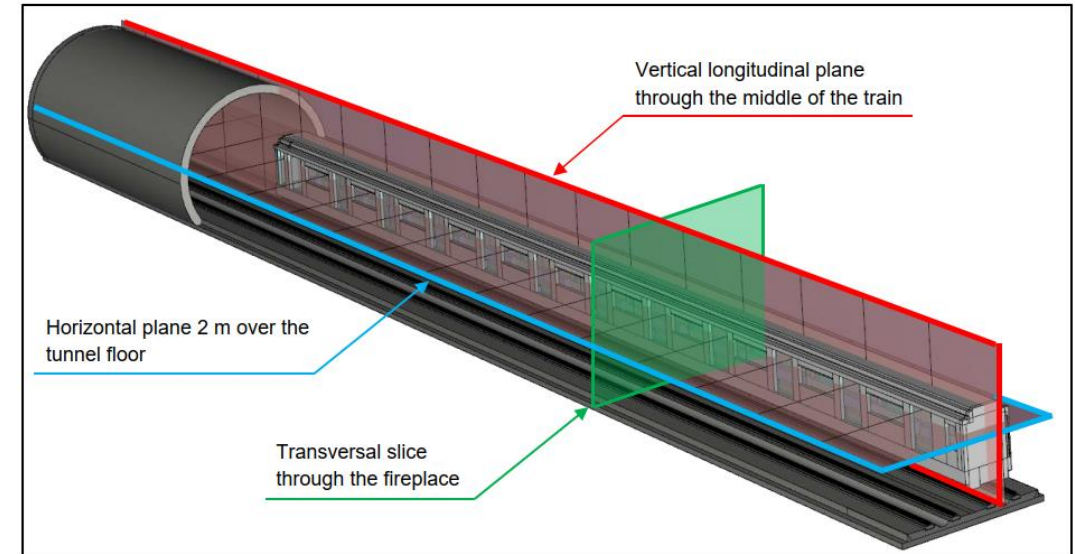 Vertical longitudinal plane
through the middle of the train
Horizontal plane 2 m over the
tunnel floor
Transversal slice
through the fireplace